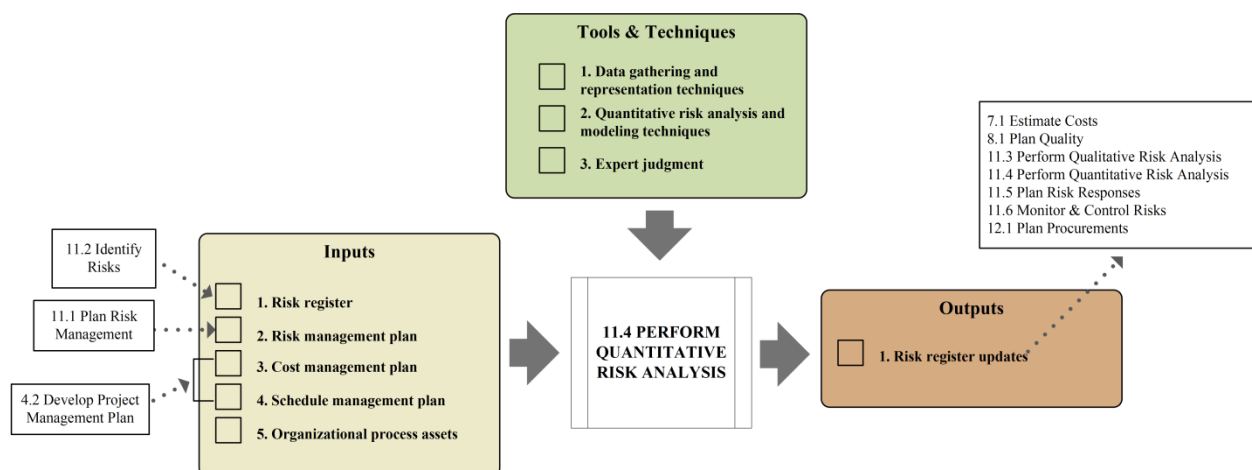 Tools & Techniques
1. Data gathering and
representation techniques
2. Quantitative risk analysis and
modeling techniques
3. Expert judgment
7.1 Estimate Costs
8.1 Plan Quality
11.3 Perform Qualitative Risk Analysis
11.4 Perform Quantitative Risk Analysis
11.5 Plan Risk Responses
11.6 Monitor & Control Risks
12.1 Plan Procurements
11.2 Identify
Risks
11.1 Plan Risk
Management
4.2 Develop Project
Management Plan
Inputs
1. Risk register
2. Risk management plan
3. Cost management plan
4. Schedule management plan
5. Organizational process assets
11.4 PERFORM
QUANTITATIVE
RISK ANALYSIS
Outputs
1. Risk register updates